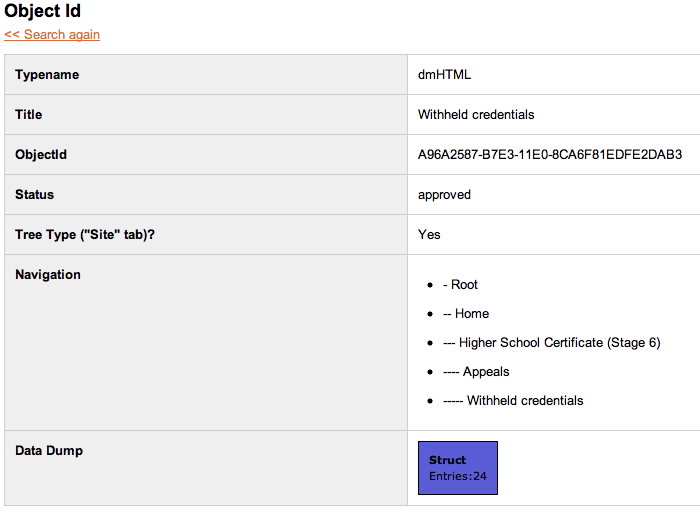 Object Id
<< Search again
Typename dmHTML
Title Withheld credentials
ObjectId A96A2587-B7E3-11E0-8CA6F81EDFE2DAB3
Status approved
Tree Type ("Site" tab)? Yes
Navigation
- Root
-- Home
--- Higher School Certificate (Stage 6)
---- Appeals
----- Withheld credentials
Data Dump
Struct
Entries:24